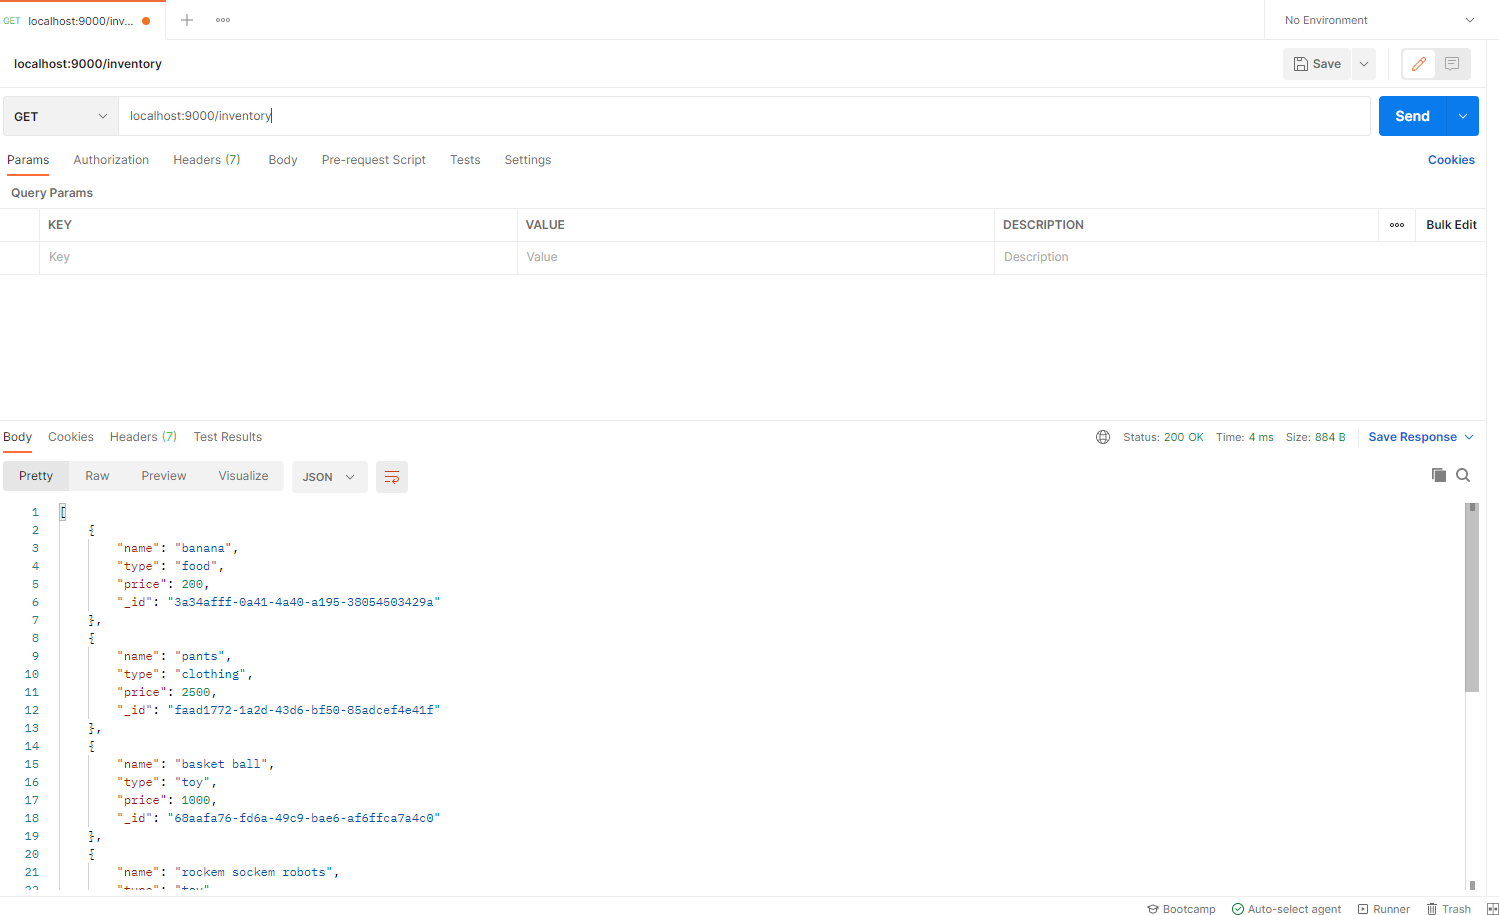 GET localhost:9000/inv...
No Environment
localhost:9000/inventory
Save
GET localhost:9000/inventory Send
Params Authorization Headers (7) Body Pre-request Script Tests Settings Cookies
Query Params
KEY VALUE DESCRIPTION Bulk Edit
Key Value Description
Body Cookies Headers (7) Test Results Status: 200 OK Time: 4 ms Size: 884 B Save Response
Pretty Raw Preview Visualize JSON
1 [
2 {
3 "name": "banana",
4 "type": "food",
5 "price": 200,
6 "_id": "3a34afff-0a41-4a40-a195-38054503429a"
7 },
8 {
9 "name": "pants",
10 "type": "clothing",
11 "price": 2500,
12 "_id": "faad1772-1a2d-43d6-bf50-85adcef4e41f"
13 },
14 {
15 "name": "basket ball",
16 "type": "toy",
17 "price": 1000,
18 "_id": "68aafa76-fd6a-49c9-bae6-af6ffca7a4c0"
19 },
20 {
21 "name": "rockem sockem robots",
22 "type": "toy"
Bootcamp Auto-select agent Runner Trash